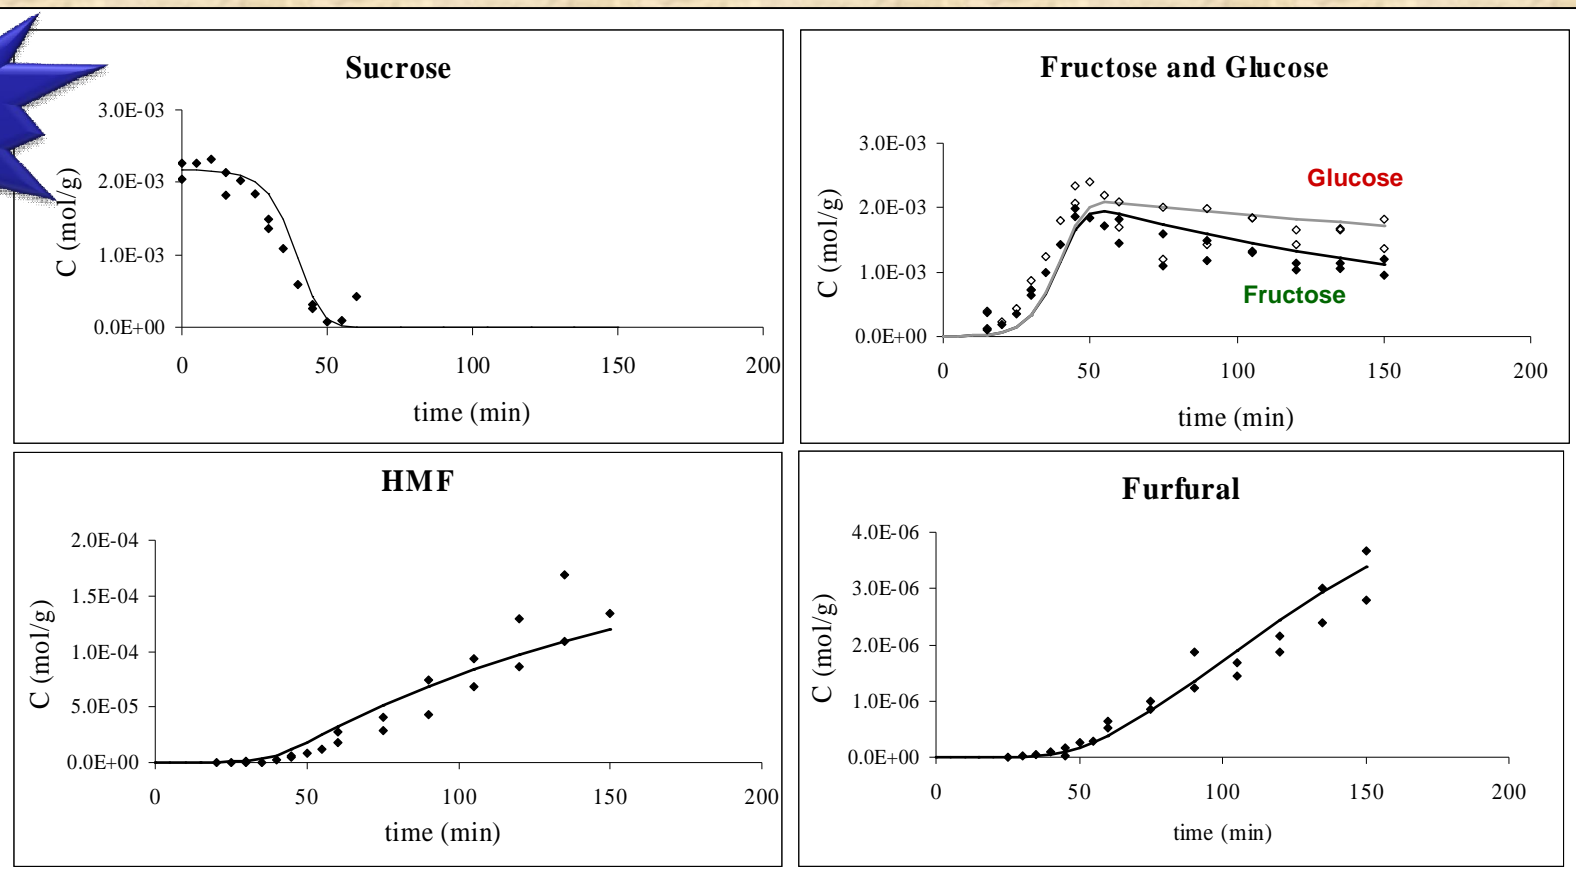 Sucrose
3.0E-03
2.0E-03
1.0E-03
0.0E+00
C (mol/g)
0 50 100 150 200
time (min)
Fructose and Glucose
3.0E-03
2.0E-03
1.0E-03
0.0E+00
C (mol/g)
Glucose
Fructose
0 50 100 150 200
time (min)
HMF
2.0E-04
1.5E-04
1.0E-04
5.0E-05
0.0E+00
C (mol/g)
0 50 100 150 200
time (min)
Furfural
4.0E-06
3.0E-06
2.0E-06
1.0E-06
0.0E+00
C (mol/g)
0 50 100 150 200
time (min)